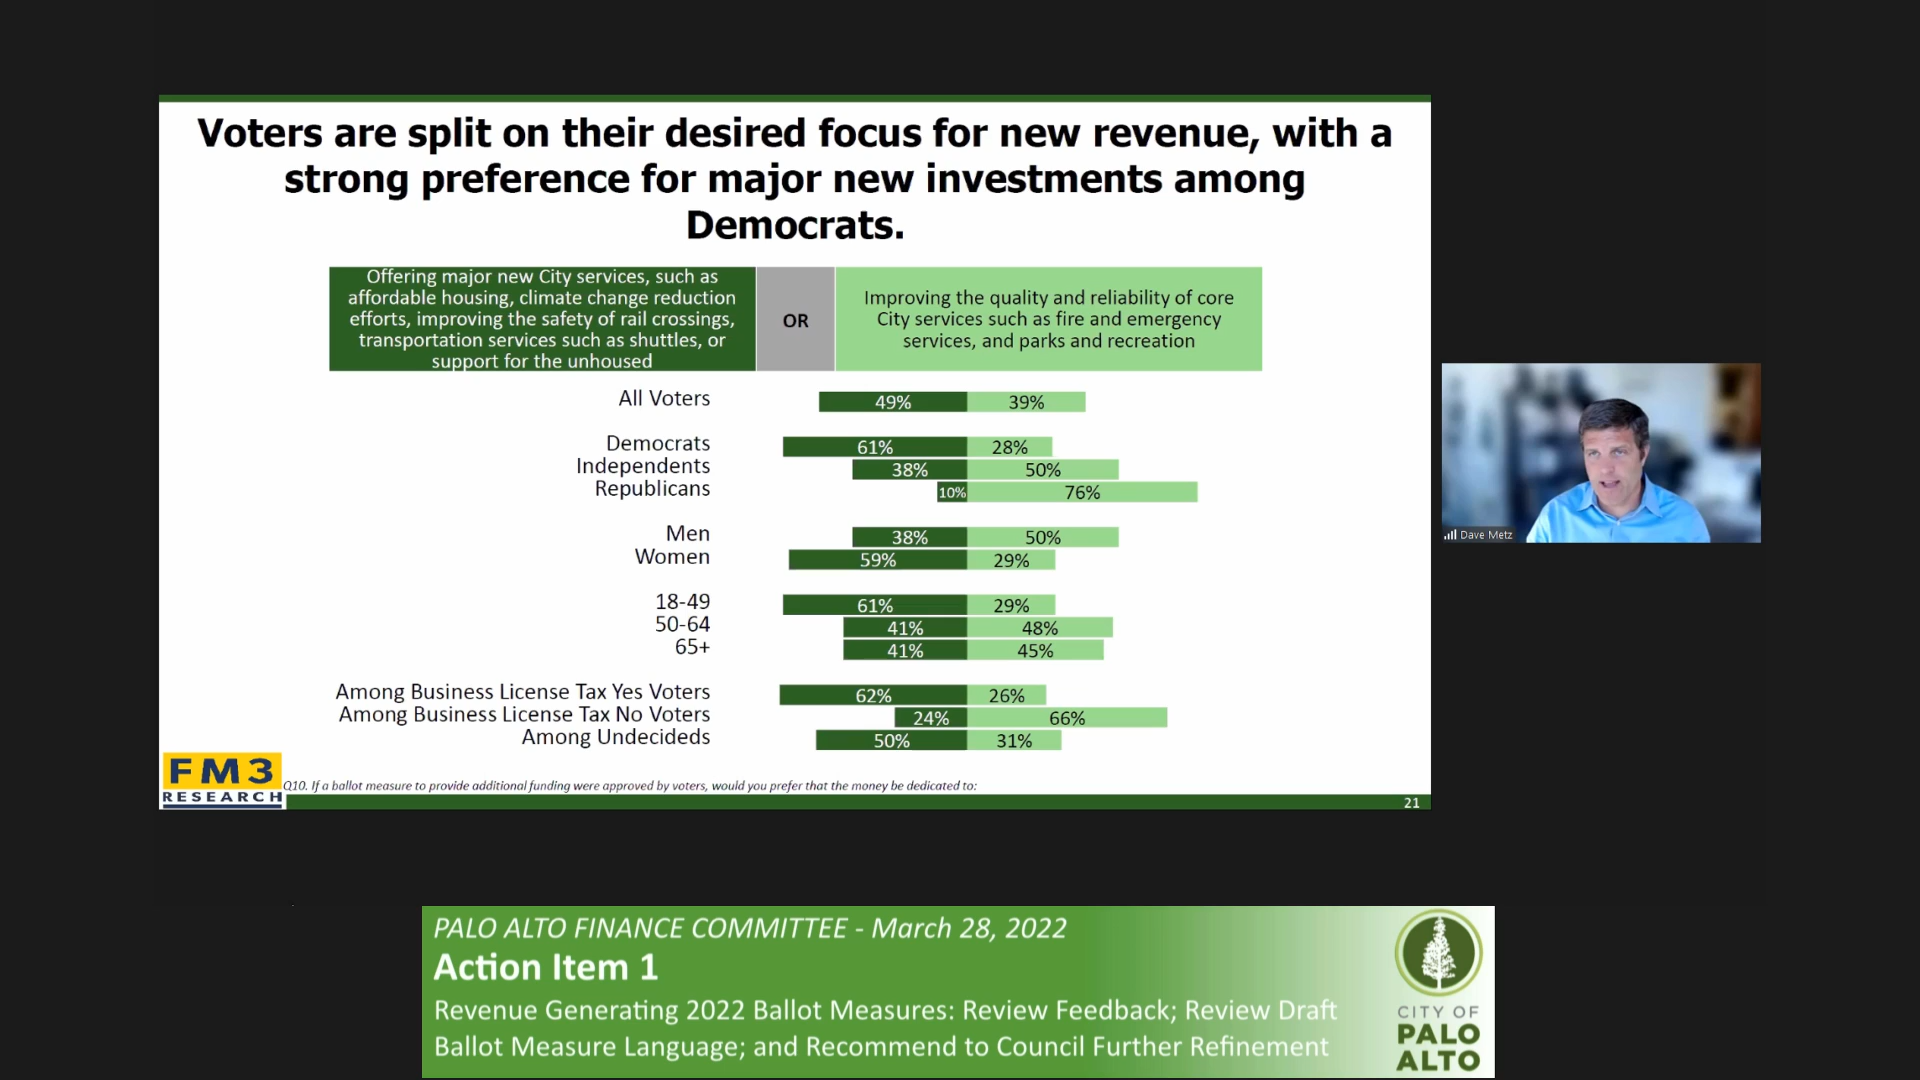 Voters are split on their desired focus for new revenue, with a
strong preference for major new investments among
Democrats.
Offering major new City services, such as
affordable housing, climate change reduction
efforts, improving the safety of rail crossings,
transportation services such as shuttles, or
support for the unhoused
OR
Improving the quality and reliability of core
City services such as fire and emergency
services, and parks and recreation
All Voters 49% 39%
Democrats 61% 28%
Independents 38% 50%
Republicans 10% 76%
Men 38% 50%
Women 59% 29%
18-49 61% 29%
50-64 41% 48%
65+ 41% 45%
Among Business License Tax Yes Voters 62% 26%
Among Business License Tax No Voters 24% 66%
Among Undecideds 50% 31%
FM3
RESEARCH
Q10. If a ballot measure to provide additional funding were approved by voters, would you prefer that the money be dedicated to:
21
Dave Metz
PALO ALTO FINANCE COMMITTEE - March 28, 2022
Action Item 1
Revenue Generating 2022 Ballot Measures: Review Feedback; Review Draft
Ballot Measure Language; and Recommend to Council Further Refinement
CITY OF
PALO
ALTO